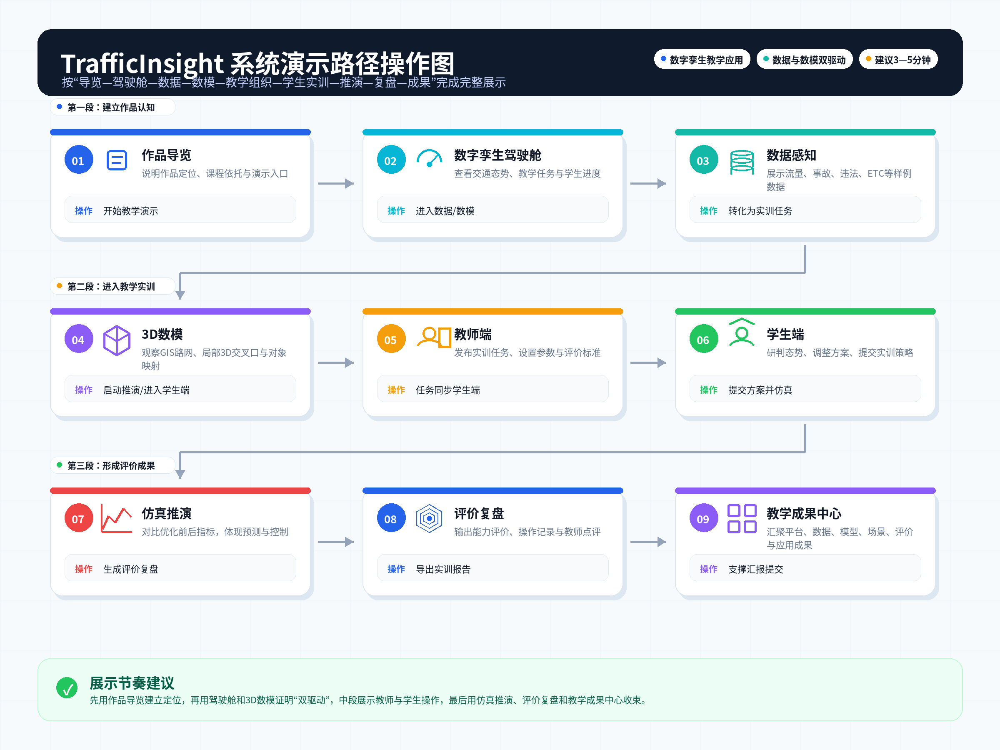 TrafficInsight 系统演示路径操作图
按“导览—驾驶舱—数据—数模—教学组织—学生实训—推演—复盘—成果”完成完整展示
数字孪生教学应用
数据与数模双驱动
建议3—5分钟
第一段：建立作品认知
01
作品导览
说明作品定位、课程依托与演示入口
操作 开始教学演示
02
数字孪生驾驶舱
查看交通态势、教学任务与学生进度
操作 进入数据/数模
03
数据感知
展示流量、事故、违法、ETC等样例
数据
操作 转化为实训任务
第二段：进入教学实训
04
3D数模
观察GIS路网、局部3D交叉口与对象
映射
操作 启动推演/进入学生端
05
教师端
发布实训任务、设置参数与评价标准
操作 任务同步学生端
06
学生端
研判态势、调整方案、提交实训策略
操作 提交方案并仿真
第三段：形成评价成果
07
仿真推演
对比优化前后指标，体现预测与控制
操作 生成评价复盘
08
评价复盘
输出能力评价、操作记录与教师点评
操作 导出实训报告
09
教学成果中心
汇聚平台、数据、模型、场景、评价
与应用成果
操作 支撑汇报提交
展示节奏建议
先用作品导览建立定位，再用驾驶舱和3D数模证明“双驱动”，中段展示教师与学生操作，最后用仿真推演、评价复盘和教学成果中心收束。